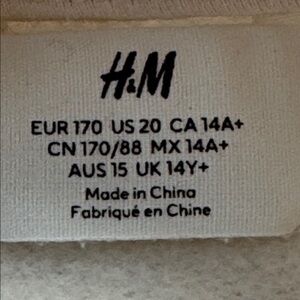 H&M
EUR 170 US 20 CA 14A+
CN 170/88 MX 14A+
AUS 15 UK 14Y+
Made in China
Fabriqué en Chine